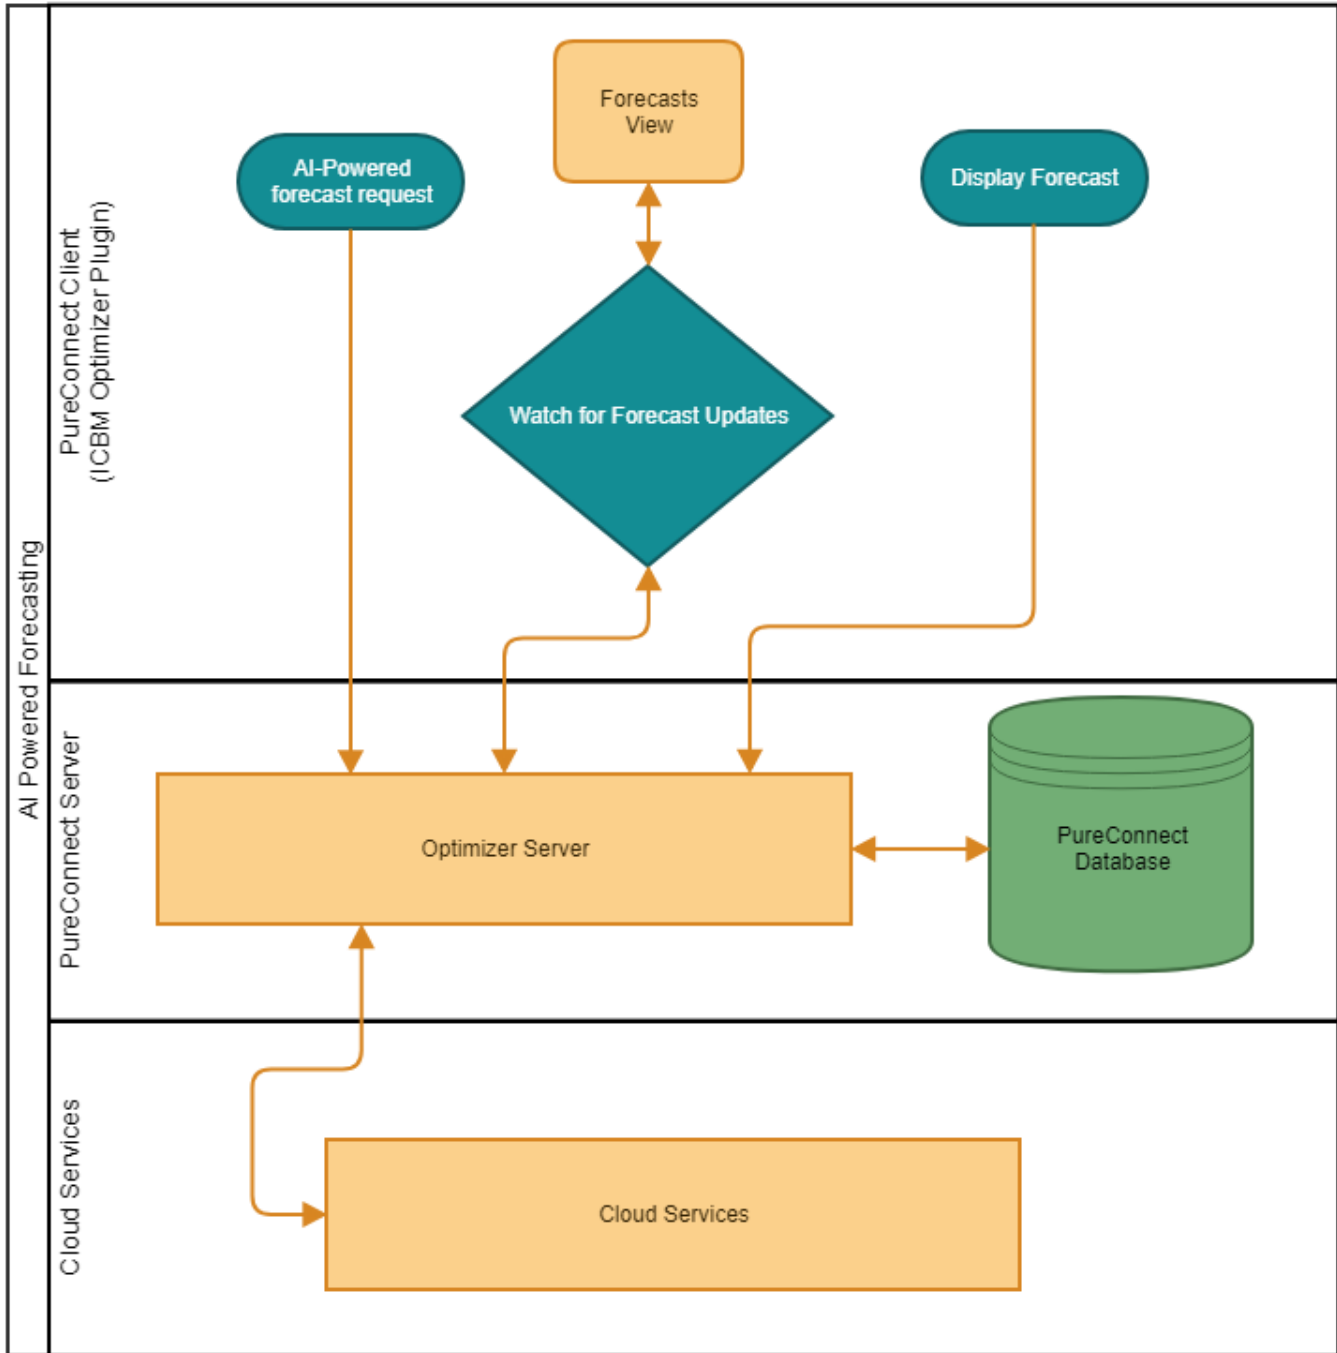 AI Powered Forecasting
PureConnect Client
(ICBM Optimizer Plugin)
Forecasts
View
AI-Powered
forecast request
Display Forecast
Watch for Forecast Updates
PureConnect Server
Optimizer Server
PureConnect
Database
Cloud Services
Cloud Services